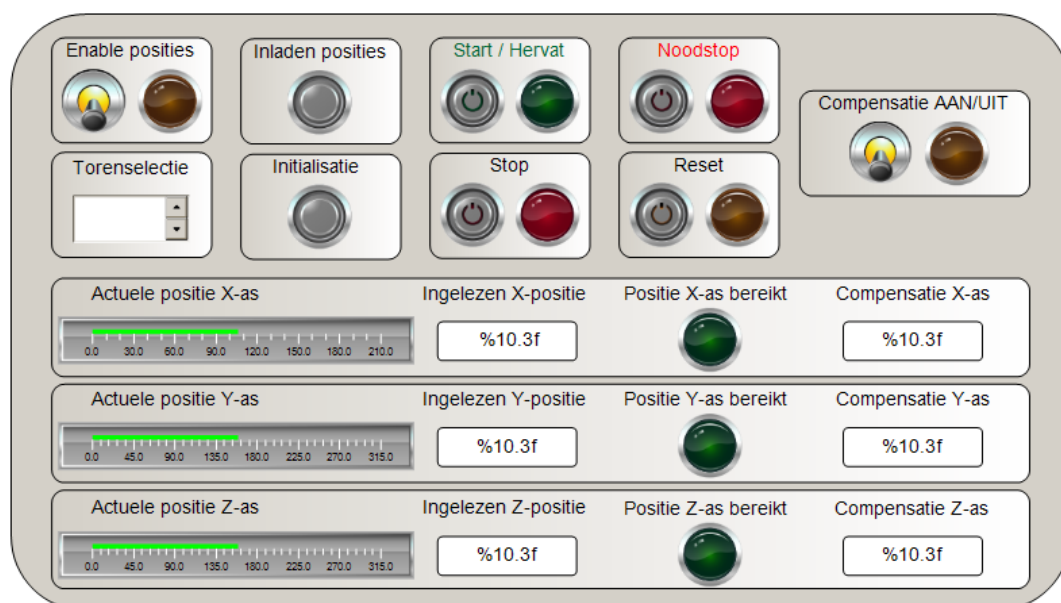 Enable posities
Inladen posities
Start / Hervat
Noodstop
Compensatie AAN/UIT
Torenselectie
Initialisatie
Stop
Reset
Actuele positie X-as
Ingelezen X-positie
Positie X-as bereikt
Compensatie X-as
%10.3f
%10.3f
0.0 30.0 60.0 90.0 120.0 150.0 180.0 210.0
Actuele positie Y-as
Ingelezen Y-positie
Positie Y-as bereikt
Compensatie Y-as
%10.3f
%10.3f
0.0 45.0 90.0 135.0 180.0 225.0 270.0 315.0
Actuele positie Z-as
Ingelezen Z-positie
Positie Z-as bereikt
Compensatie Z-as
%10.3f
%10.3f
0.0 45.0 90.0 135.0 180.0 225.0 270.0 315.0